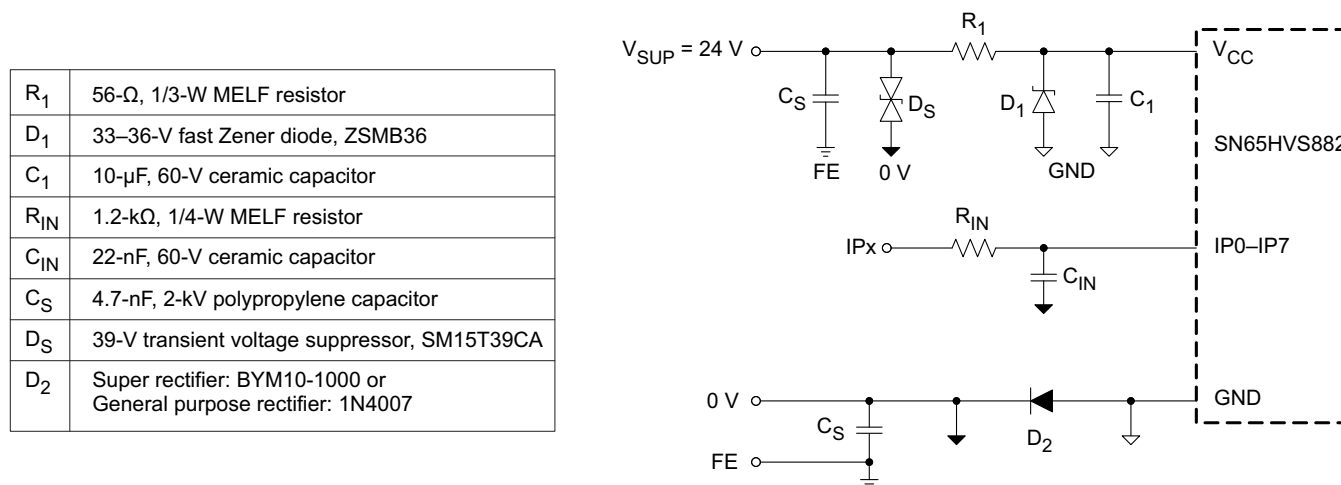 R1 56-Ω, 1/3-W MELF resistor
D1 33–36-V fast Zener diode, ZSMB36
C1 10-μF, 60-V ceramic capacitor
RIN 1.2-kΩ, 1/4-W MELF resistor
CIN 22-nF, 60-V ceramic capacitor
CS 4.7-nF, 2-kV polypropylene capacitor
DS 39-V transient voltage suppressor, SM15T39CA
D2 Super rectifier: BYM10-1000 or
General purpose rectifier: 1N4007
R1
VSUP = 24 V
VCC
CS
DS
D1
C1
SN65HVS882
FE
0 V
GND
RIN
IPx
IP0–IP7
CIN
0 V
GND
CS
D2
FE